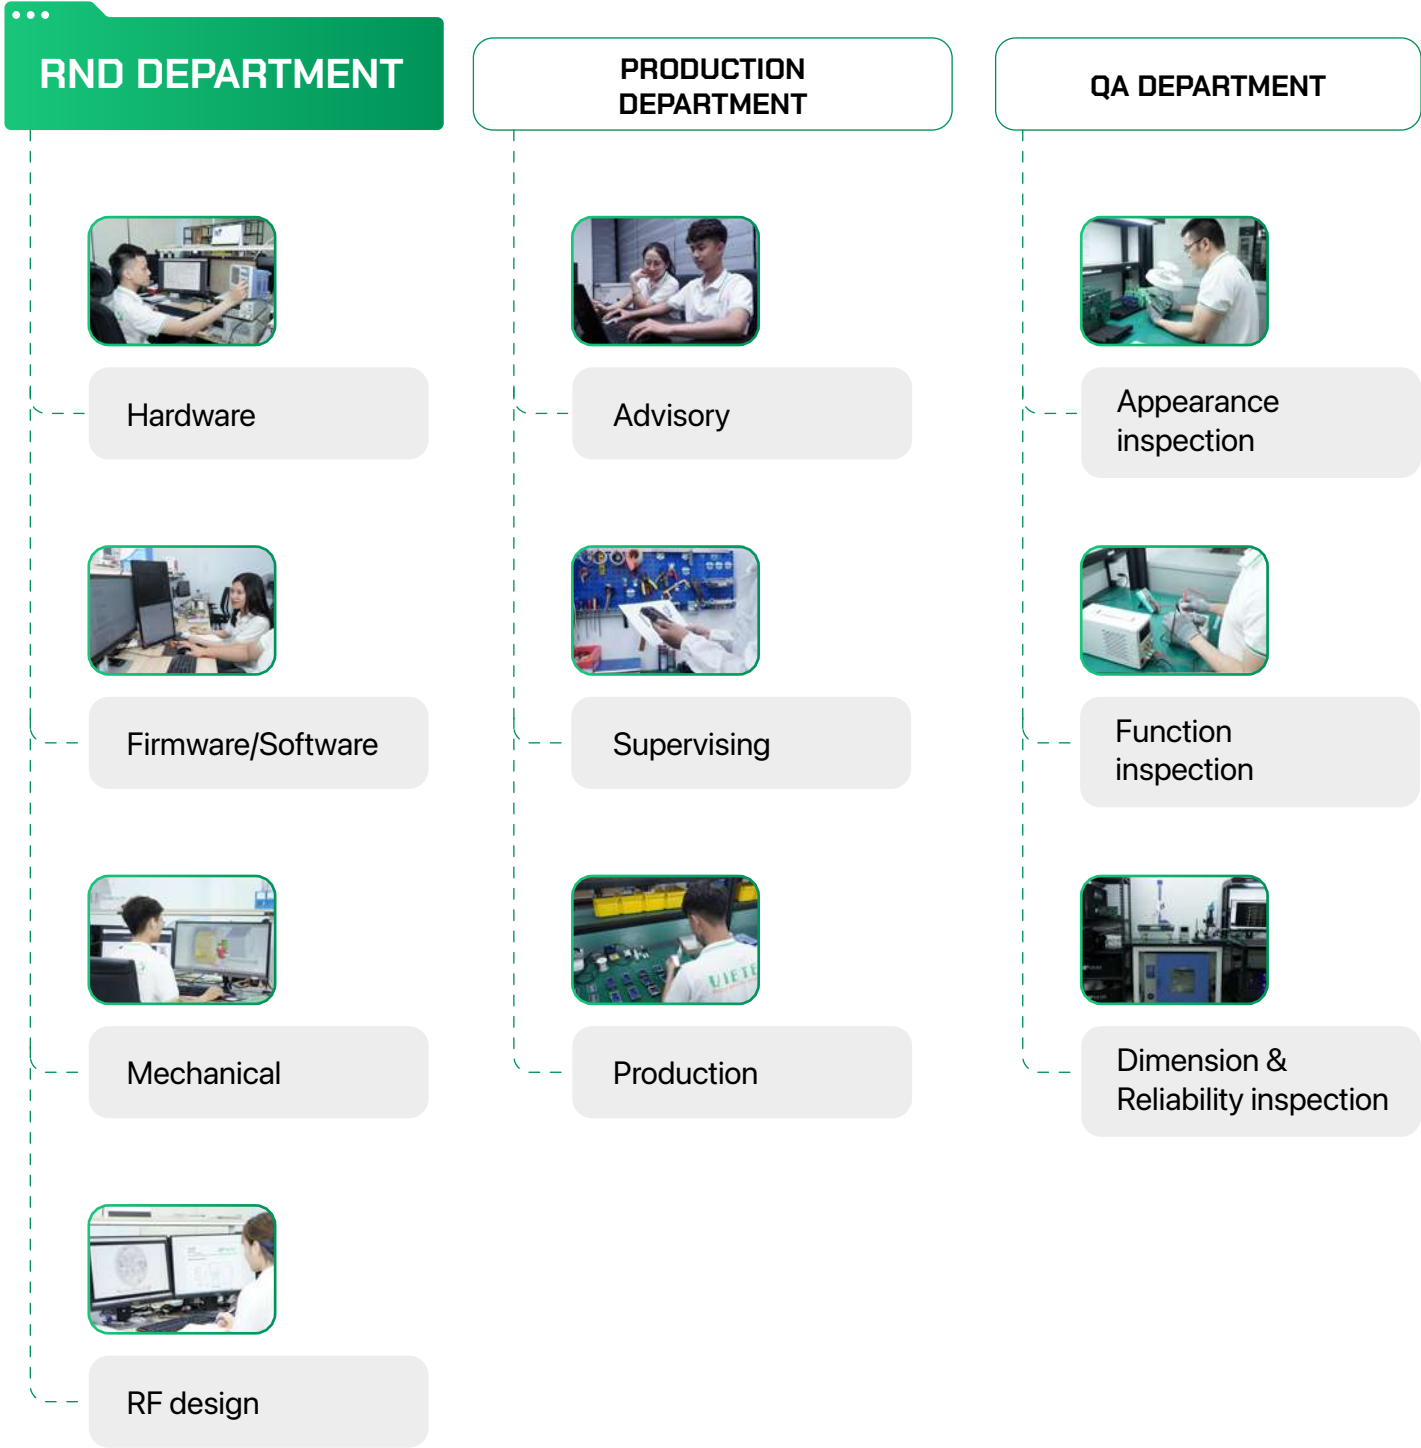 RND DEPARTMENT
Hardware
Firmware/Software
Mechanical
RF design
PRODUCTION
DEPARTMENT
Advisory
Supervising
Production
QA DEPARTMENT
Appearance
inspection
Function
inspection
Dimension &
Reliability inspection